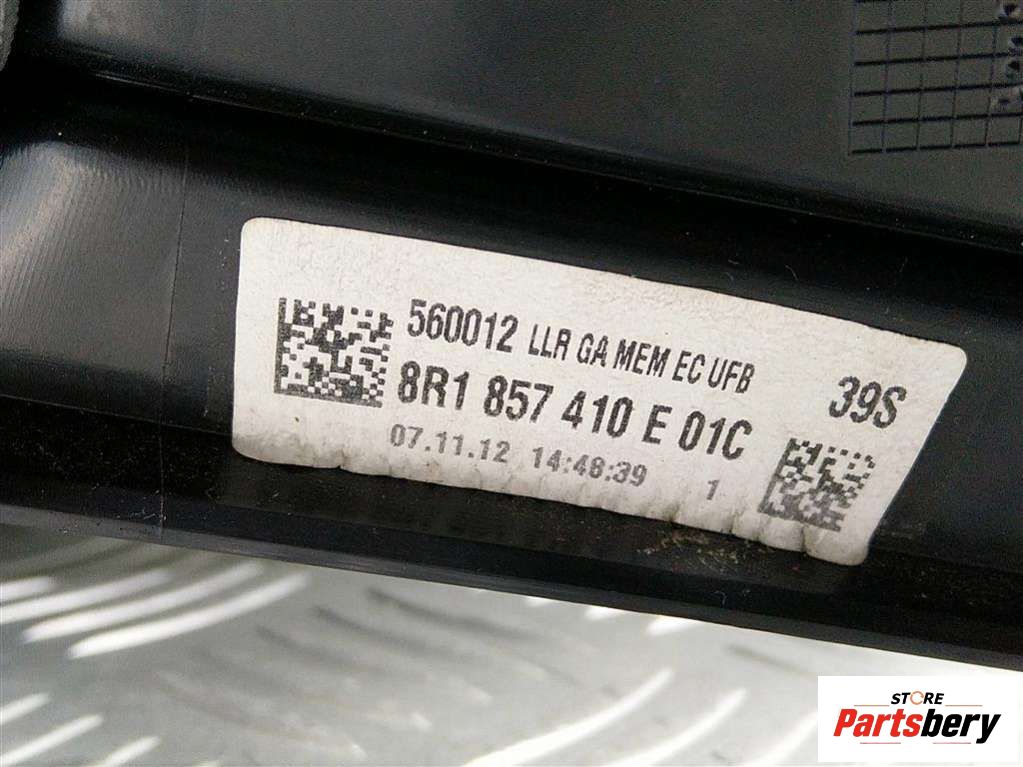 560012 LLR GA MEM EC UFB
8R1 857 410 E 01C
39S
07.11.12 14:48:39 1
STORE
Partsbery